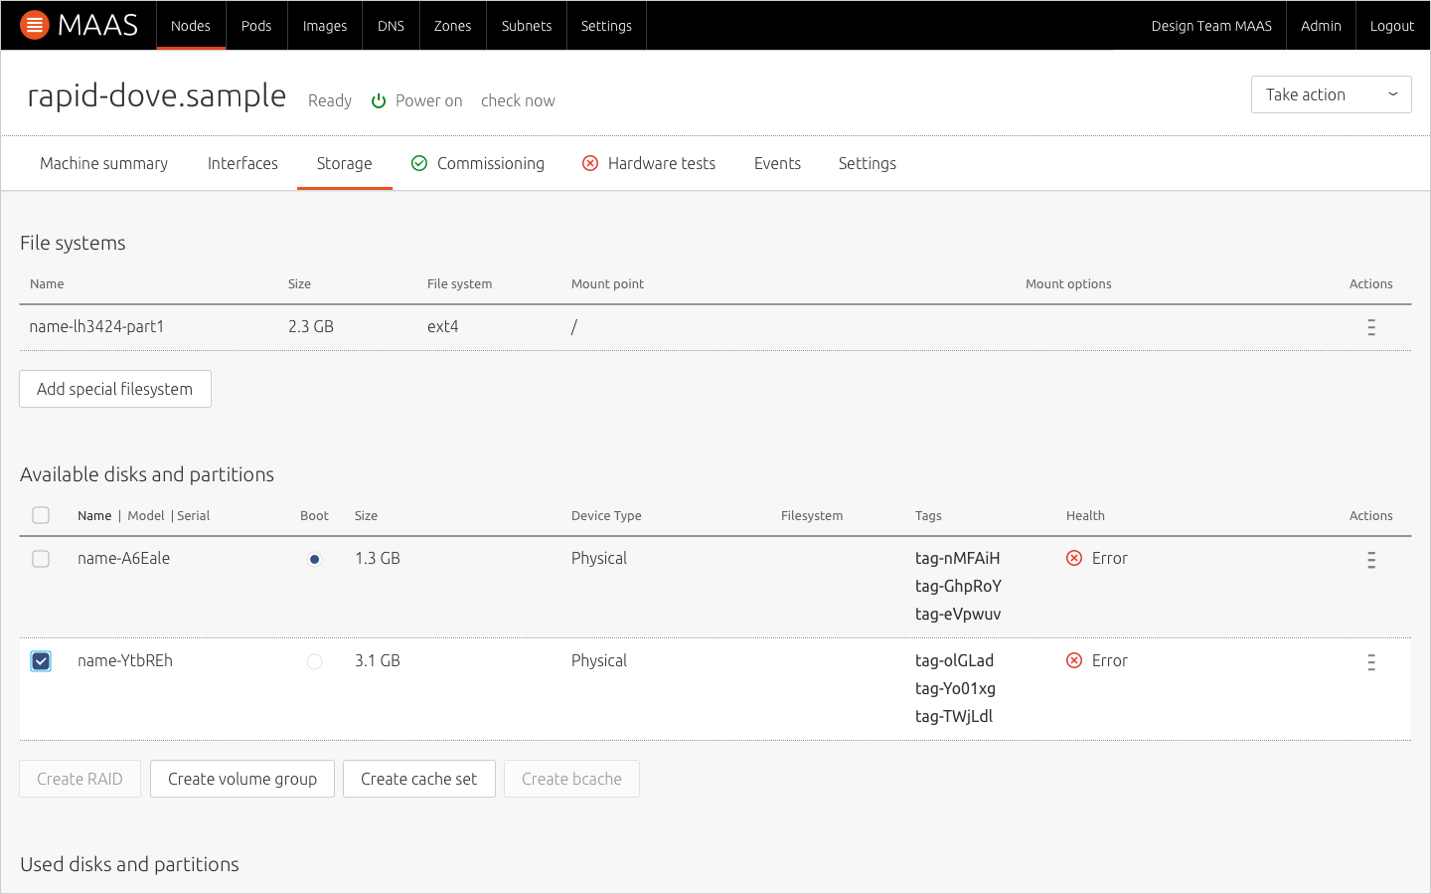 MAAS Nodes Pods Images DNS Zones Subnets Settings Design Team MAAS Admin Logout
rapid-dove.sample Ready Power on check now Take action
Machine summary Interfaces Storage Commissioning Hardware tests Events Settings
File systems
Name Size File system Mount point Mount options Actions
name-lh3424-part1 2.3 GB ext4 /
Add special filesystem
Available disks and partitions
Name | Model | Serial Boot Size Device Type Filesystem Tags Health Actions
name-A6Eale 1.3 GB Physical tag-nMFAiH Error
tag-GhpRoY
tag-eVpwuv
name-YtbREh 3.1 GB Physical tag-olGLad Error
tag-Yo01xg
tag-TWjLdl
Create RAID Create volume group Create cache set Create bcache
Used disks and partitions